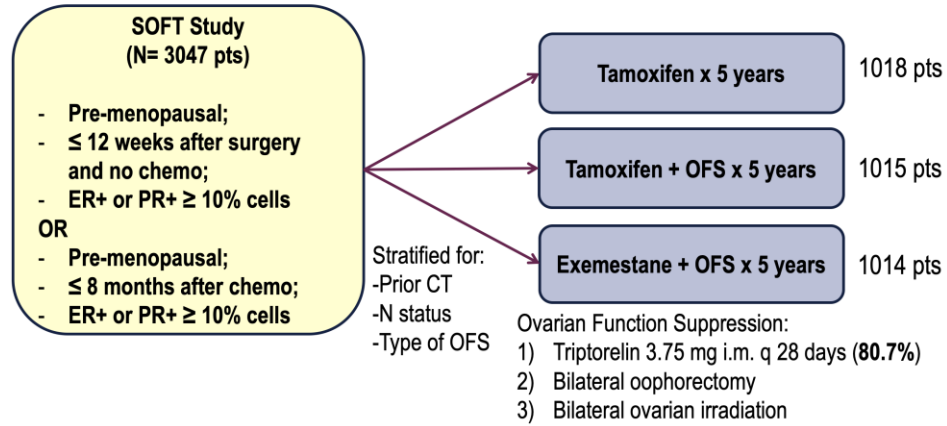 SOFT Study
(N= 3047 pts)
- Pre-menopausal;
- ≤ 12 weeks after surgery
and no chemo;
- ER+ or PR+ ≥ 10% cells
OR
- Pre-menopausal;
- ≤ 8 months after chemo;
- ER+ or PR+ ≥ 10% cells
Stratified for:
-Prior CT
-N status
-Type of OFS
Tamoxifen x 5 years
1018 pts
Tamoxifen + OFS x 5 years
1015 pts
Exemestane + OFS x 5 years
1014 pts
Ovarian Function Suppression:
1) Triptorelin 3.75 mg i.m. q 28 days (80.7%)
2) Bilateral oophorectomy
3) Bilateral ovarian irradiation